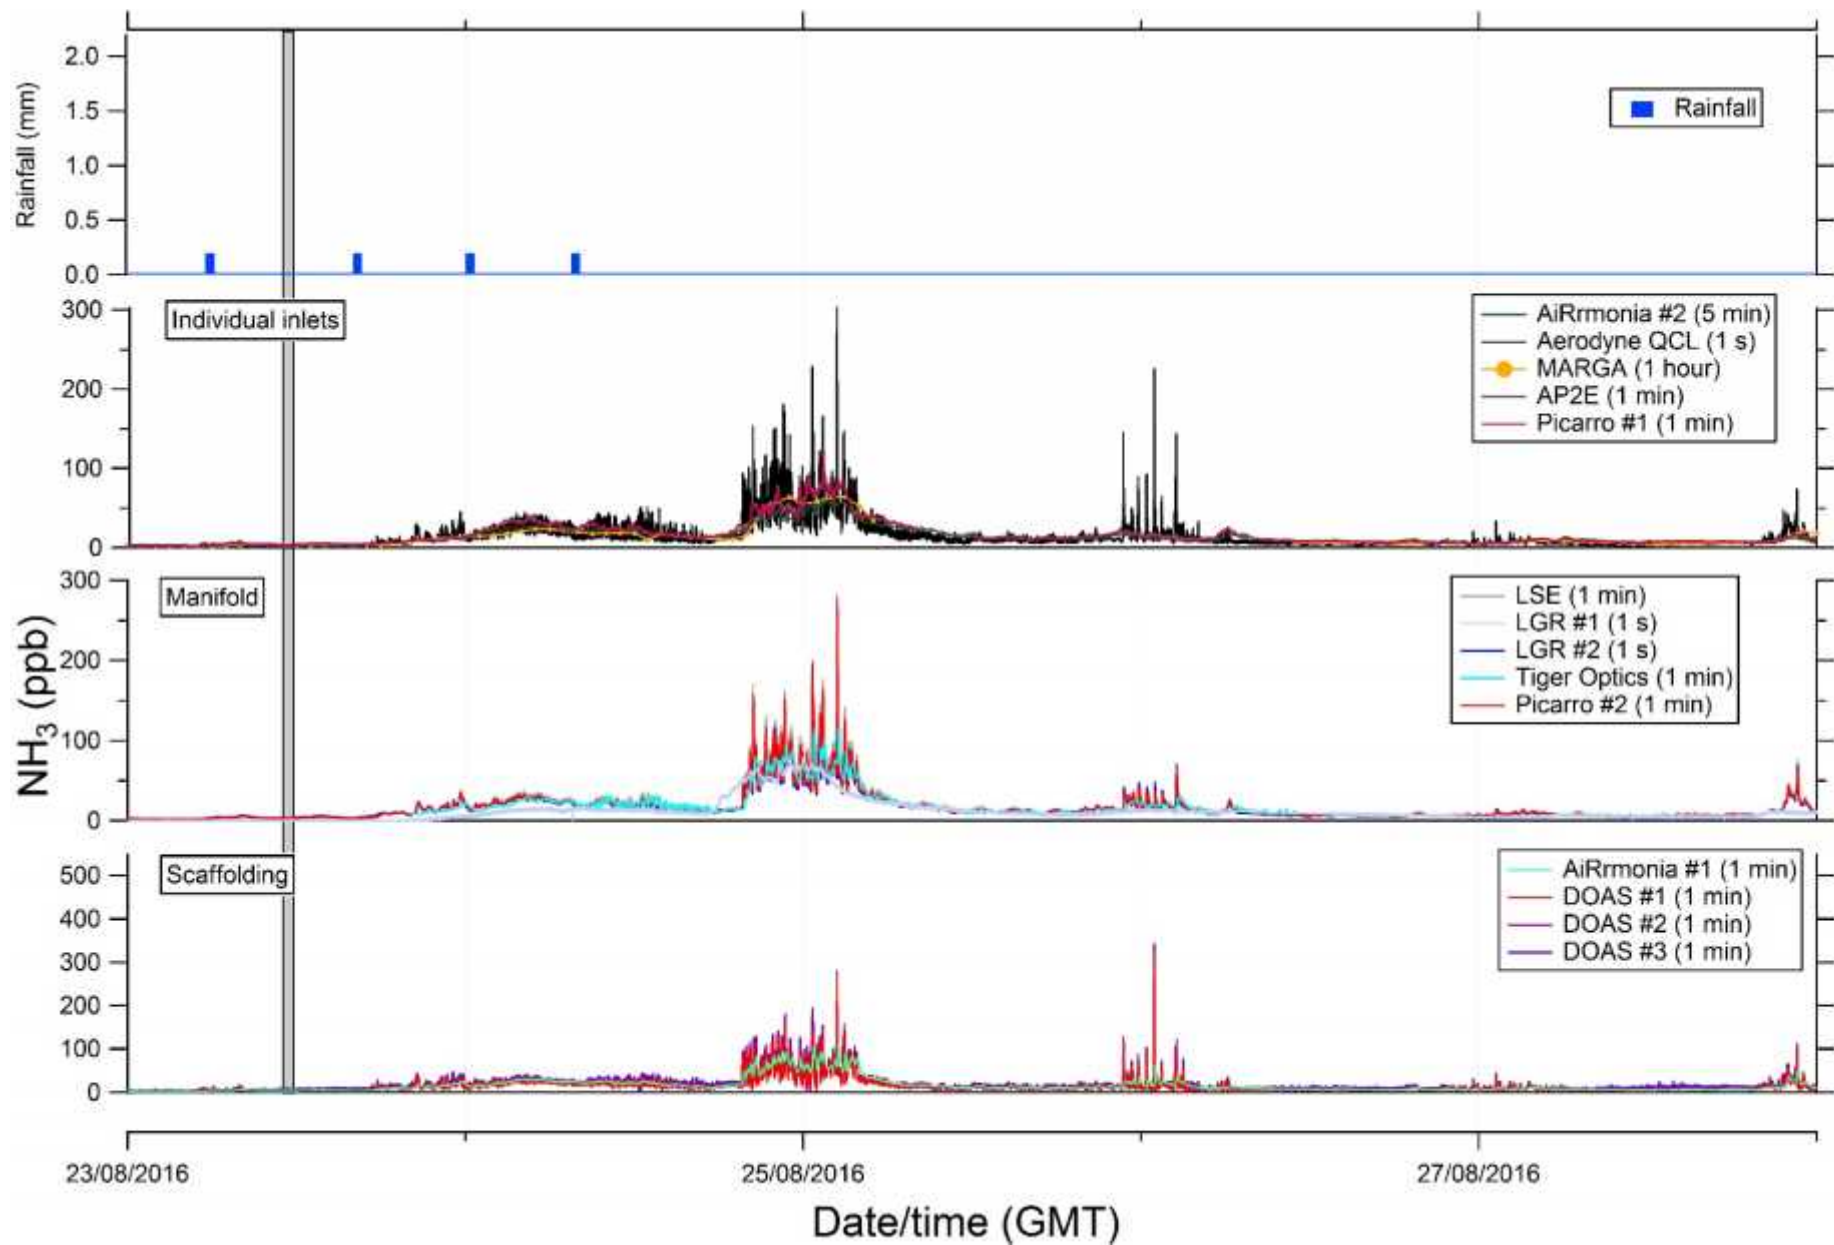 Rainfall (mm)
2.0
1.5
1.0
0.5
0.0
Rainfall
NH3 (ppb)
300
200
100
0
Individual inlets
AiRrmonia #2 (5 min)
Aerodyne QCL (1 s)
MARGA (1 hour)
AP2E (1 min)
Picarro #1 (1 min)
300
200
100
0
Manifold
LSE (1 min)
LGR #1 (1 s)
LGR #2 (1 s)
Tiger Optics (1 min)
Picarro #2 (1 min)
500
400
300
200
100
0
Scaffolding
AiRrmonia #1 (1 min)
DOAS #1 (1 min)
DOAS #2 (1 min)
DOAS #3 (1 min)
23/08/2016
25/08/2016
27/08/2016
Date/time (GMT)